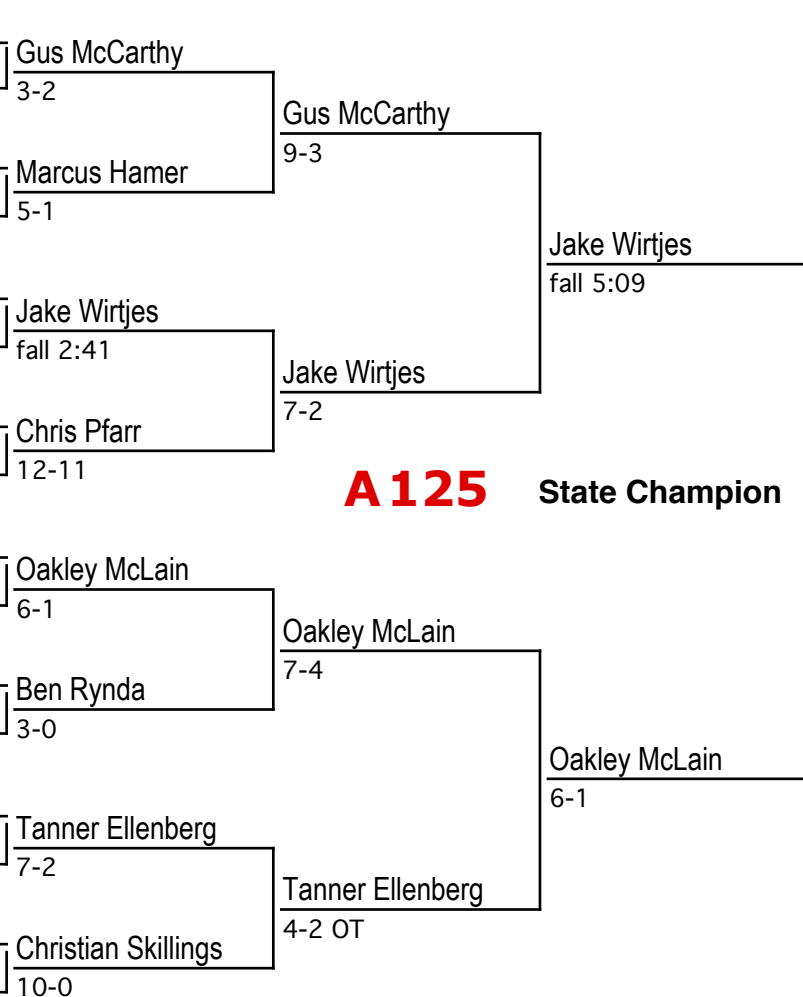 Gus McCarthy
3-2
Gus McCarthy
9-3
Marcus Hamer
5-1
Jake Wirtjes
fall 5:09
Jake Wirtjes
fall 2:41
Jake Wirtjes
7-2
Chris Pfarr
12-11
A 125 State Champion
Oakley McLain
6-1
Oakley McLain
7-4
Ben Rynda
3-0
Oakley McLain
6-1
Tanner Ellenberg
7-2
Tanner Ellenberg
4-2 OT
Christian Skillings
10-0